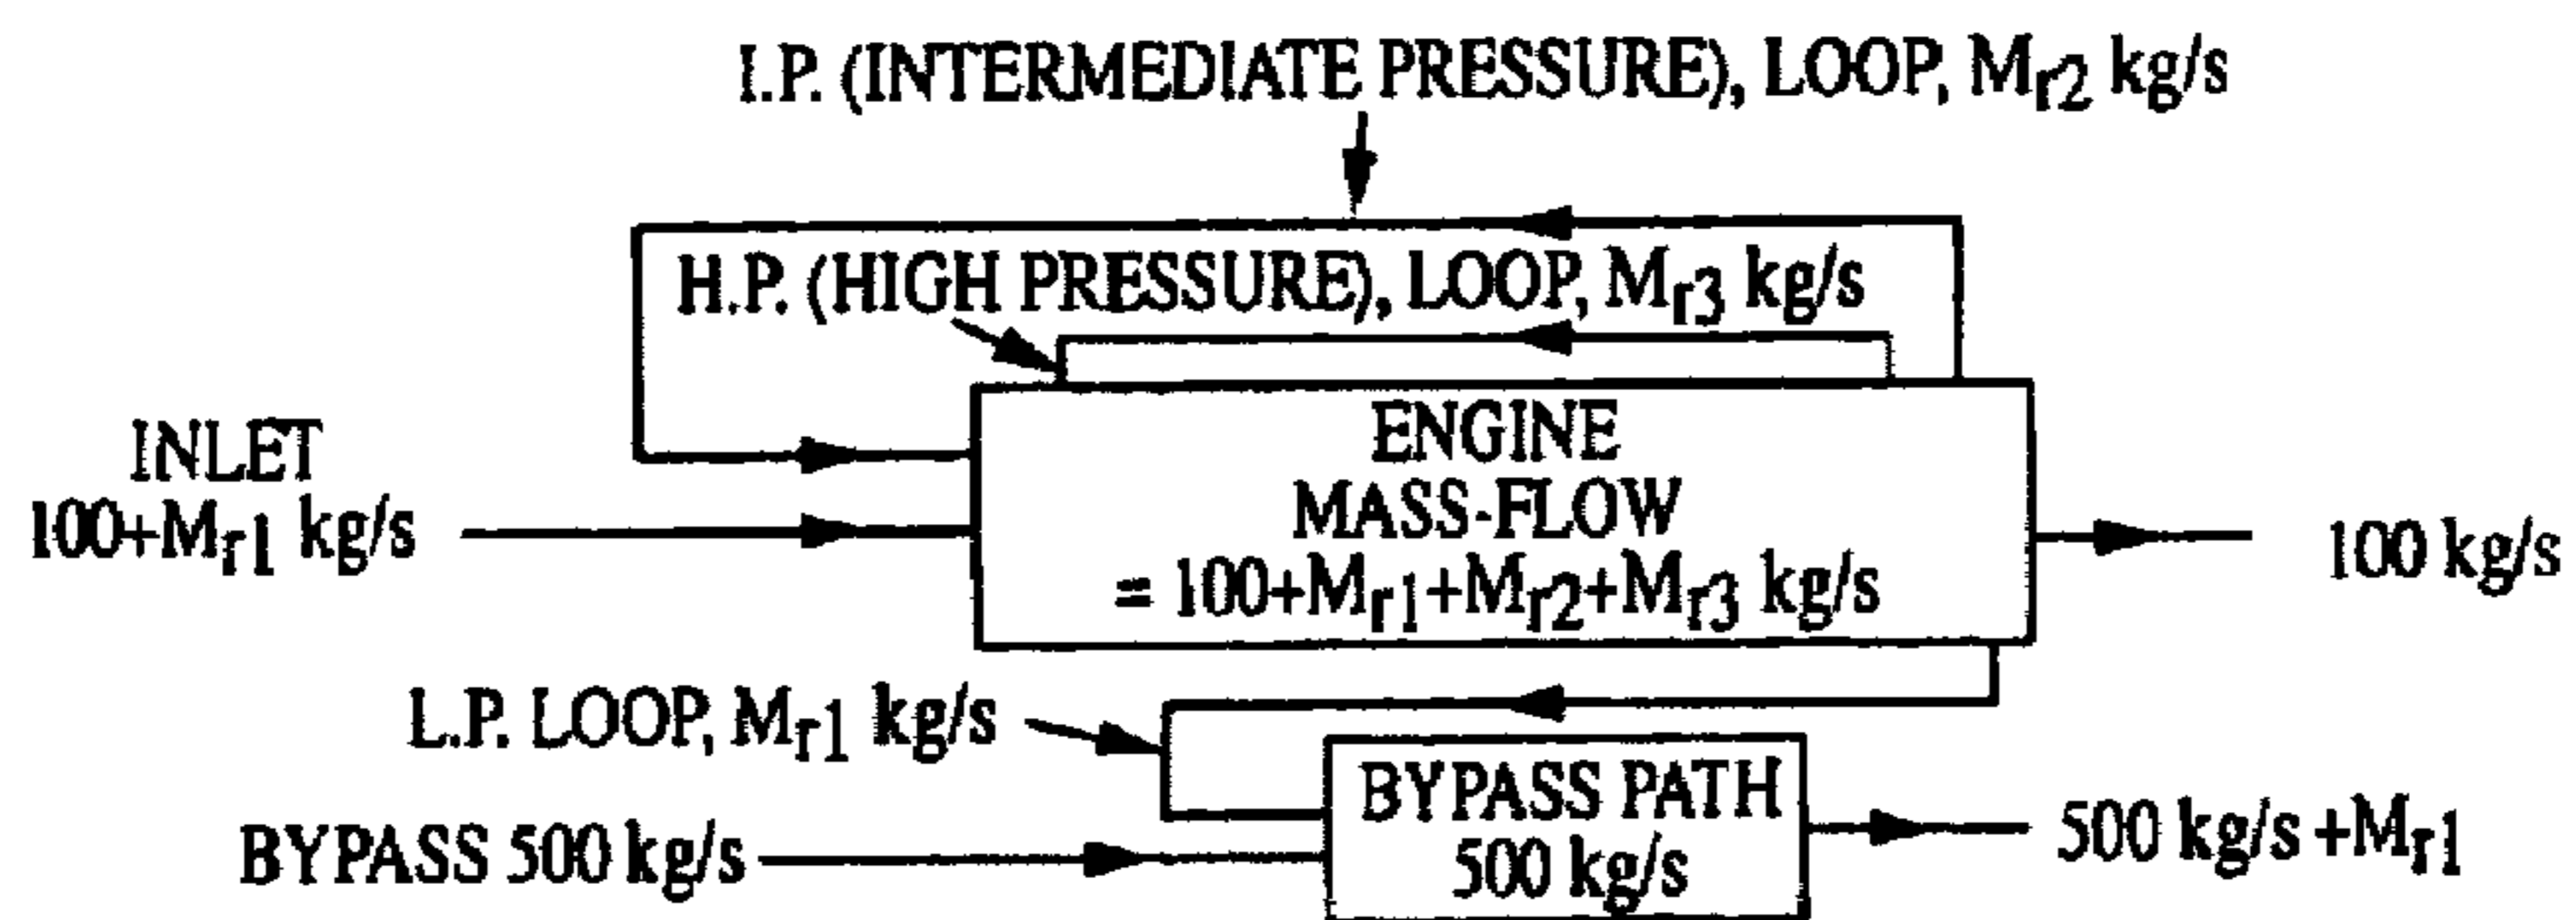 I.P. (INTERMEDIATE PRESSURE), LOOP, Mr2 kg/s
H.P. (HIGH PRESSURE), LOOP, Mr3 kg/s
INLET
100+Mr1 kg/s
ENGINE
MASS-FLOW
= 100+Mr1+Mr2+Mr3 kg/s
100 kg/s
L.P. LOOP, Mr1 kg/s
BYPASS 500 kg/s
BYPASS PATH
500 kg/s
500 kg/s +Mr1